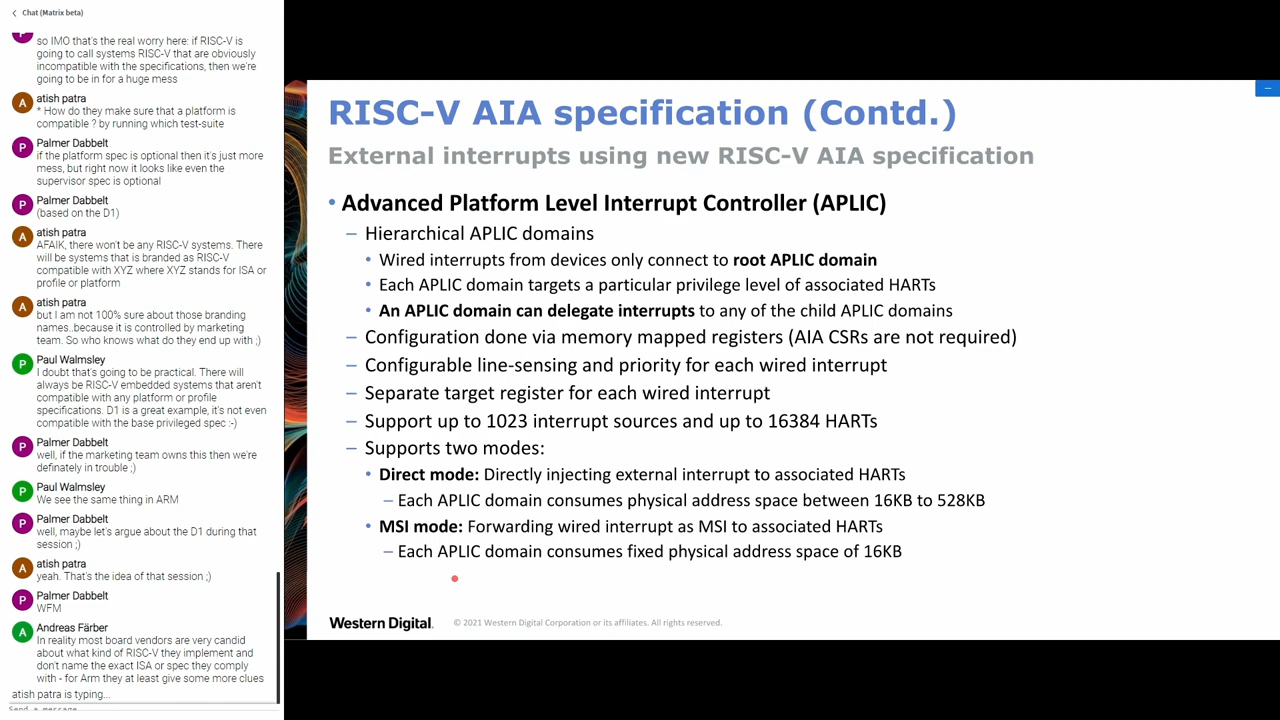 Chat (Matrix beta)
P
so IMO that's the real worry here: if RISC-V is
going to call systems RISC-V that are obviously
incompatible with the specifications, then we're
going to be in for a huge mess
A
atish patra
* How do they make sure that a platform is
compatible ? by running which test-suite
P
Palmer Dabbelt
if the platform spec is optional then it's just more
mess, but right now it looks like even the
supervisor spec is optional
P
Palmer Dabbelt
(based on the D1)
A
atish patra
AFAIK, there won't be any RISC-V systems. There
will be systems that is branded as RISC-V
compatible with XYZ where XYZ stands for ISA or
profile or platform
A
atish patra
but I am not 100% sure about those branding
names..because it is controlled by marketing
team. So who knows what do they end up with ;)
P
Paul Walmsley
I doubt that's going to be practical. There will
always be RISC-V embedded systems that aren't
compatible with any platform or profile
specifications. D1 is a great example, it's not even
compatible with the base privileged spec :-)
P
Palmer Dabbelt
well, if the marketing team owns this then we're
definately in trouble ;)
P
Paul Walmsley
We see the same thing in ARM
P
Palmer Dabbelt
well, maybe let's argue about the D1 during that
session ;)
A
atish patra
yeah. That's the idea of that session ;)
P
Palmer Dabbelt
WFM
A
Andreas Färber
In reality most board vendors are very candid
about what kind of RISC-V they implement and
don't name the exact ISA or spec they comply
with - for Arm they at least give some more clues
atish patra is typing...
Send a message
RISC-V AIA specification (Contd.)
External interrupts using new RISC-V AIA specification
• Advanced Platform Level Interrupt Controller (APLIC)
– Hierarchical APLIC domains
• Wired interrupts from devices only connect to root APLIC domain
• Each APLIC domain targets a particular privilege level of associated HARTs
• An APLIC domain can delegate interrupts to any of the child APLIC domains
– Configuration done via memory mapped registers (AIA CSRs are not required)
– Configurable line-sensing and priority for each wired interrupt
– Separate target register for each wired interrupt
– Support up to 1023 interrupt sources and up to 16384 HARTs
– Supports two modes:
• Direct mode: Directly injecting external interrupt to associated HARTs
– Each APLIC domain consumes physical address space between 16KB to 528KB
• MSI mode: Forwarding wired interrupt as MSI to associated HARTs
– Each APLIC domain consumes fixed physical address space of 16KB
Western Digital.
© 2021 Western Digital Corporation or its affiliates. All rights reserved.